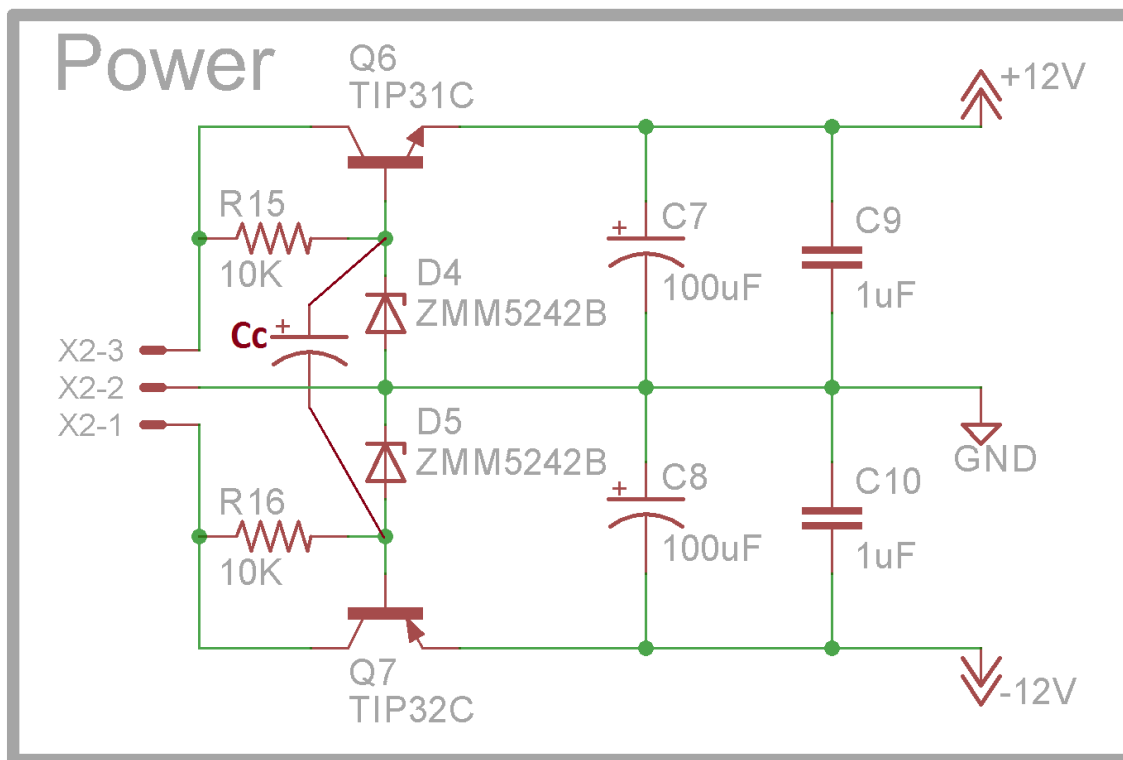 Power
Q6
TIP31C
+12V
R15
10K
C7
100uF
C9
1uF
D4
ZMM5242B
Cc
+
+
X2-3
X2-2
X2-1
D5
ZMM5242B
GND
R16
10K
C8
100uF
+
C10
1uF
Q7
TIP32C
-12V